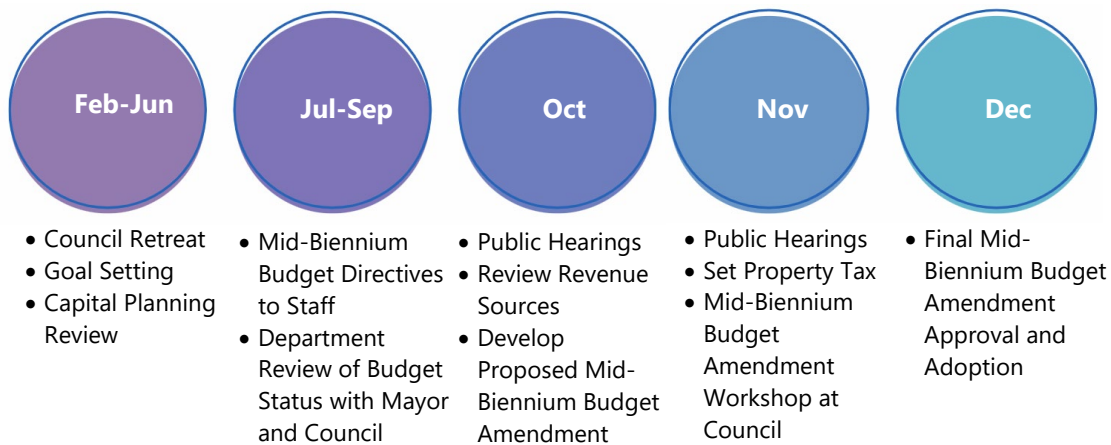 Feb-Jun
• Council Retreat
• Goal Setting
• Capital Planning
Review
Jul-Sep
• Mid-Biennium
Budget Directives
to Staff
• Department
Review of Budget
Status with Mayor
and Council
Oct
• Public Hearings
• Review Revenue
Sources
• Develop
Proposed Mid-
Biennium Budget
Amendment
Nov
• Public Hearings
• Set Property Tax
• Mid-Biennium
Budget
Amendment
Workshop at
Council
Dec
• Final Mid-
Biennium Budget
Amendment
Approval and
Adoption